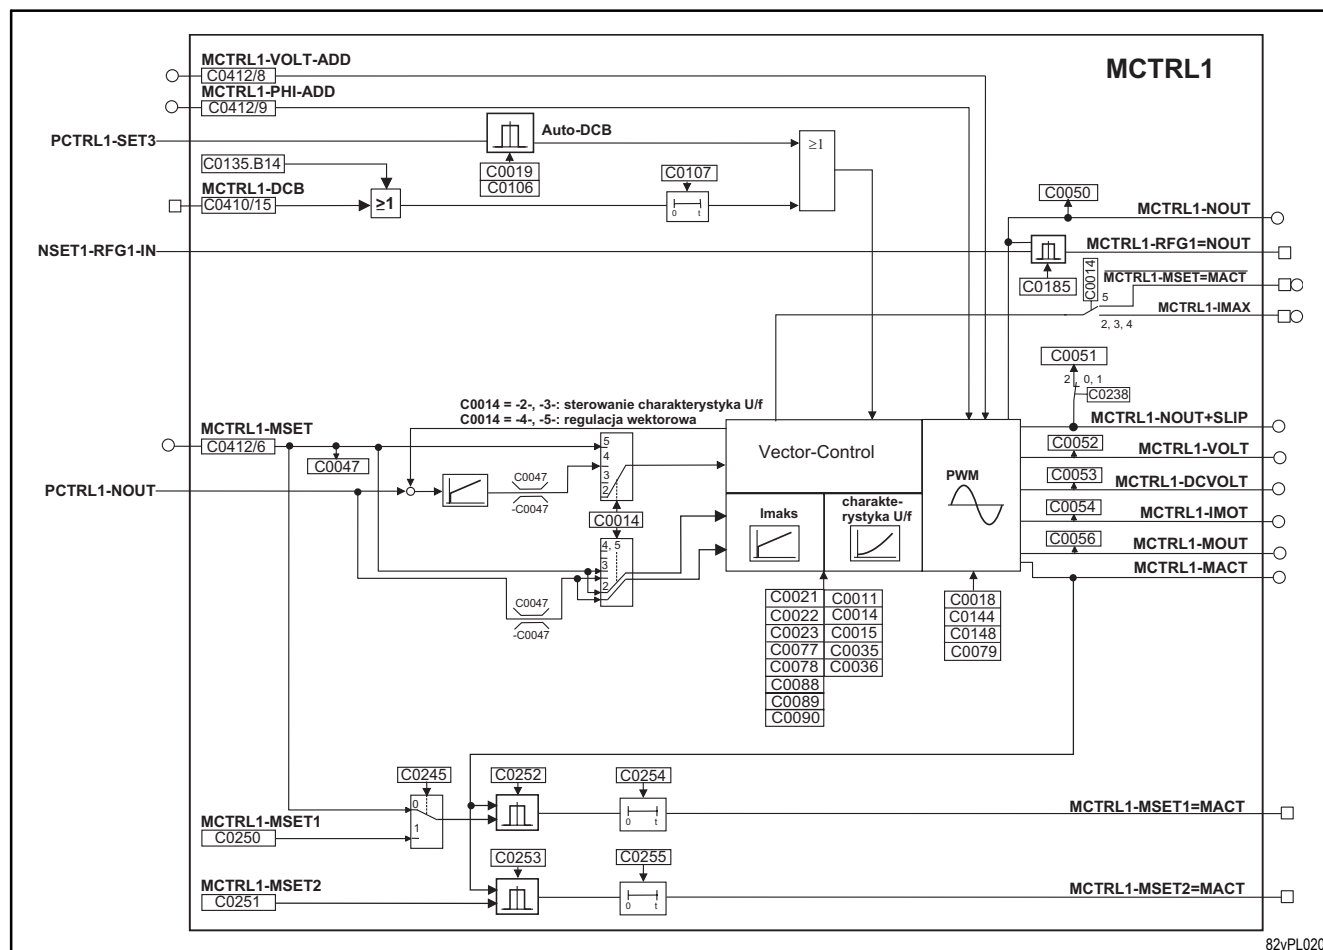 MCTRL1
MCTRL1-VOLT-ADD
C0412/8
MCTRL1-PHI-ADD
C0412/9
PCTRL1-SET3
Auto-DCB
C0019
C0106
≥1
C0135.B14
MCTRL1-DCB
C0410/15
≥1
C0107
0 t
NSET1-RFG1-IN
C0050
MCTRL1-NOUT
MCTRL1-RFG1=NOUT
C0185
C0014
MCTRL1-MSET=MACT
5
MCTRL1-IMAX
2, 3, 4
C0051
2 0, 1
C0238
MCTRL1-NOUT+SLIP
C0052
MCTRL1-VOLT
C0053
MCTRL1-DCVOLT
C0054
MCTRL1-IMOT
C0056
MCTRL1-MOUT
MCTRL1-MACT
C0014 = -2-, -3-: sterowanie charakterystyka U/f
C0014 = -4-, -5-: regulacja wektorowa
MCTRL1-MSET
C0412/6
C0047
PCTRL1-NOUT
C0047
-C0047
5
4
3
2
C0014
4, 5
3
2
C0047
-C0047
Vector-Control
PWM
Imaks
charakte-
rystyka U/f
C0021 C0011
C0022 C0014
C0023 C0015
C0077 C0035
C0078 C0036
C0088
C0089
C0090
C0018
C0144
C0148
C0079
C0245
0
1
MCTRL1-MSET1
C0250
C0252
C0254
0 t
MCTRL1-MSET1=MACT
MCTRL1-MSET2
C0251
C0253
C0255
0 t
MCTRL1-MSET2=MACT
82vPL020